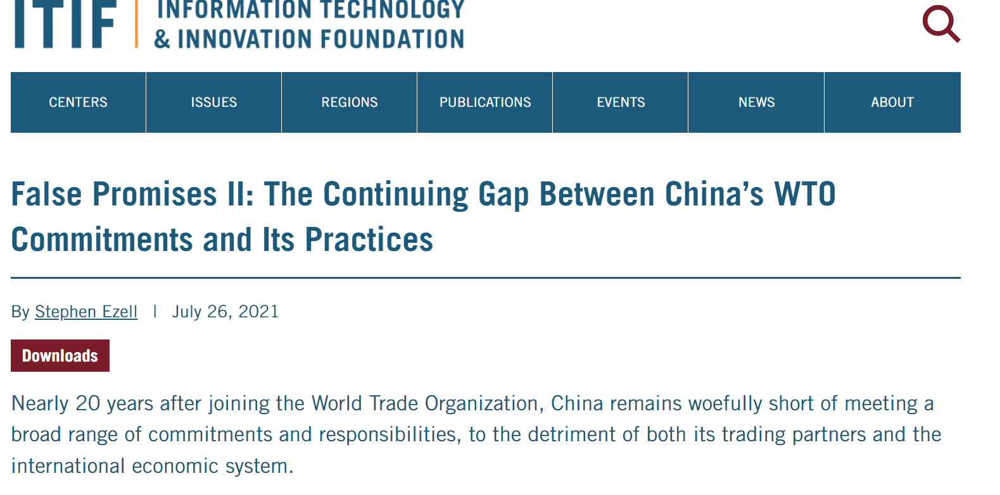 ITIF
INFORMATION TECHNOLOGY
& INNOVATION FOUNDATION
CENTERS
ISSUES
REGIONS
PUBLICATIONS
EVENTS
NEWS
ABOUT
False Promises II: The Continuing Gap Between China’s WTO
Commitments and Its Practices
By Stephen Ezell | July 26, 2021
Downloads
Nearly 20 years after joining the World Trade Organization, China remains woefully short of meeting a
broad range of commitments and responsibilities, to the detriment of both its trading partners and the
international economic system.